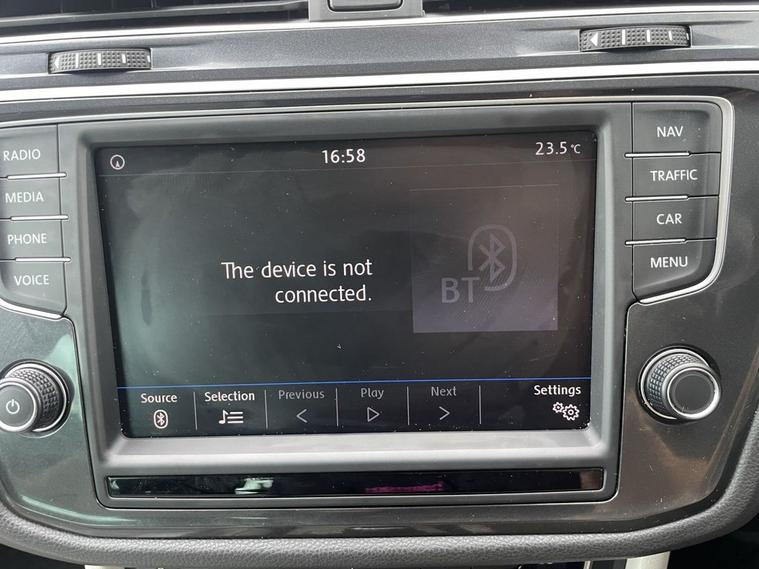 16:58
23.5°C
RADIO
MEDIA
PHONE
VOICE
The device is not
connected.
BT
Source
Selection
Previous
Play
Next
Settings
NAV
TRAFFIC
CAR
MENU